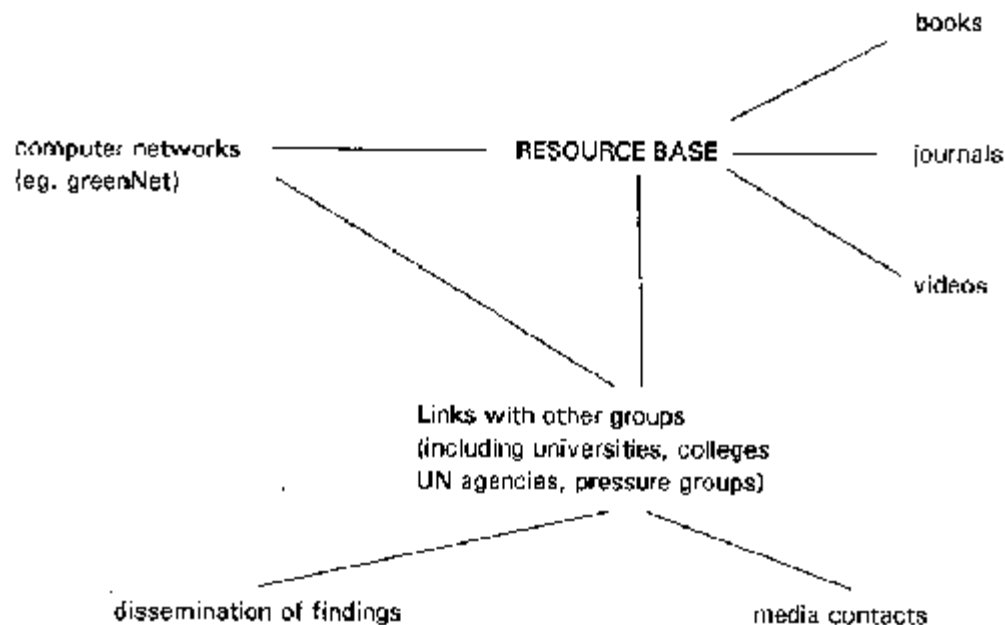 books
computer networks
(eg. greenNet)
RESOURCE BASE
journals
videos
Links with other groups
(including universities, colleges
UN agencies, pressure groups)
dissemination of findings
media contacts